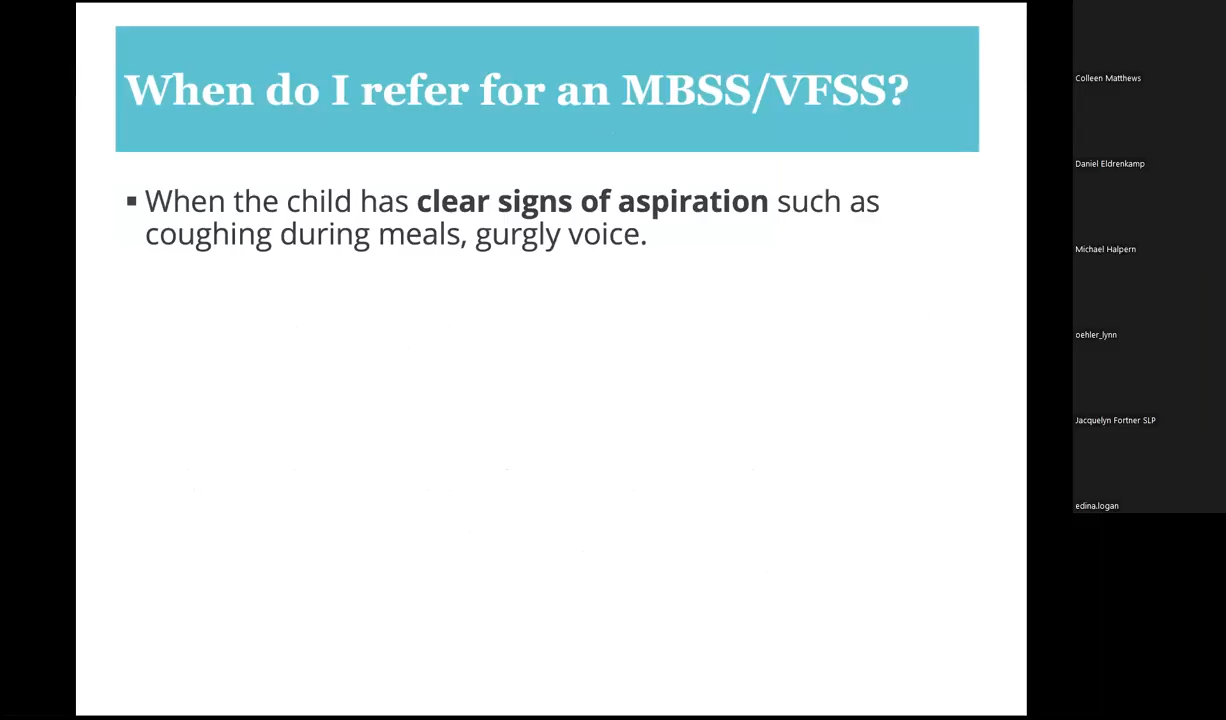 When do I refer for an MBSS/VFSS?
▪ When the child has clear signs of aspiration such as
coughing during meals, gurgly voice.
Colleen Matthews
Daniel Eldrenkamp
Michael Halpern
oehler_lynn
Jacquelyn Fortner SLP
edina.logan